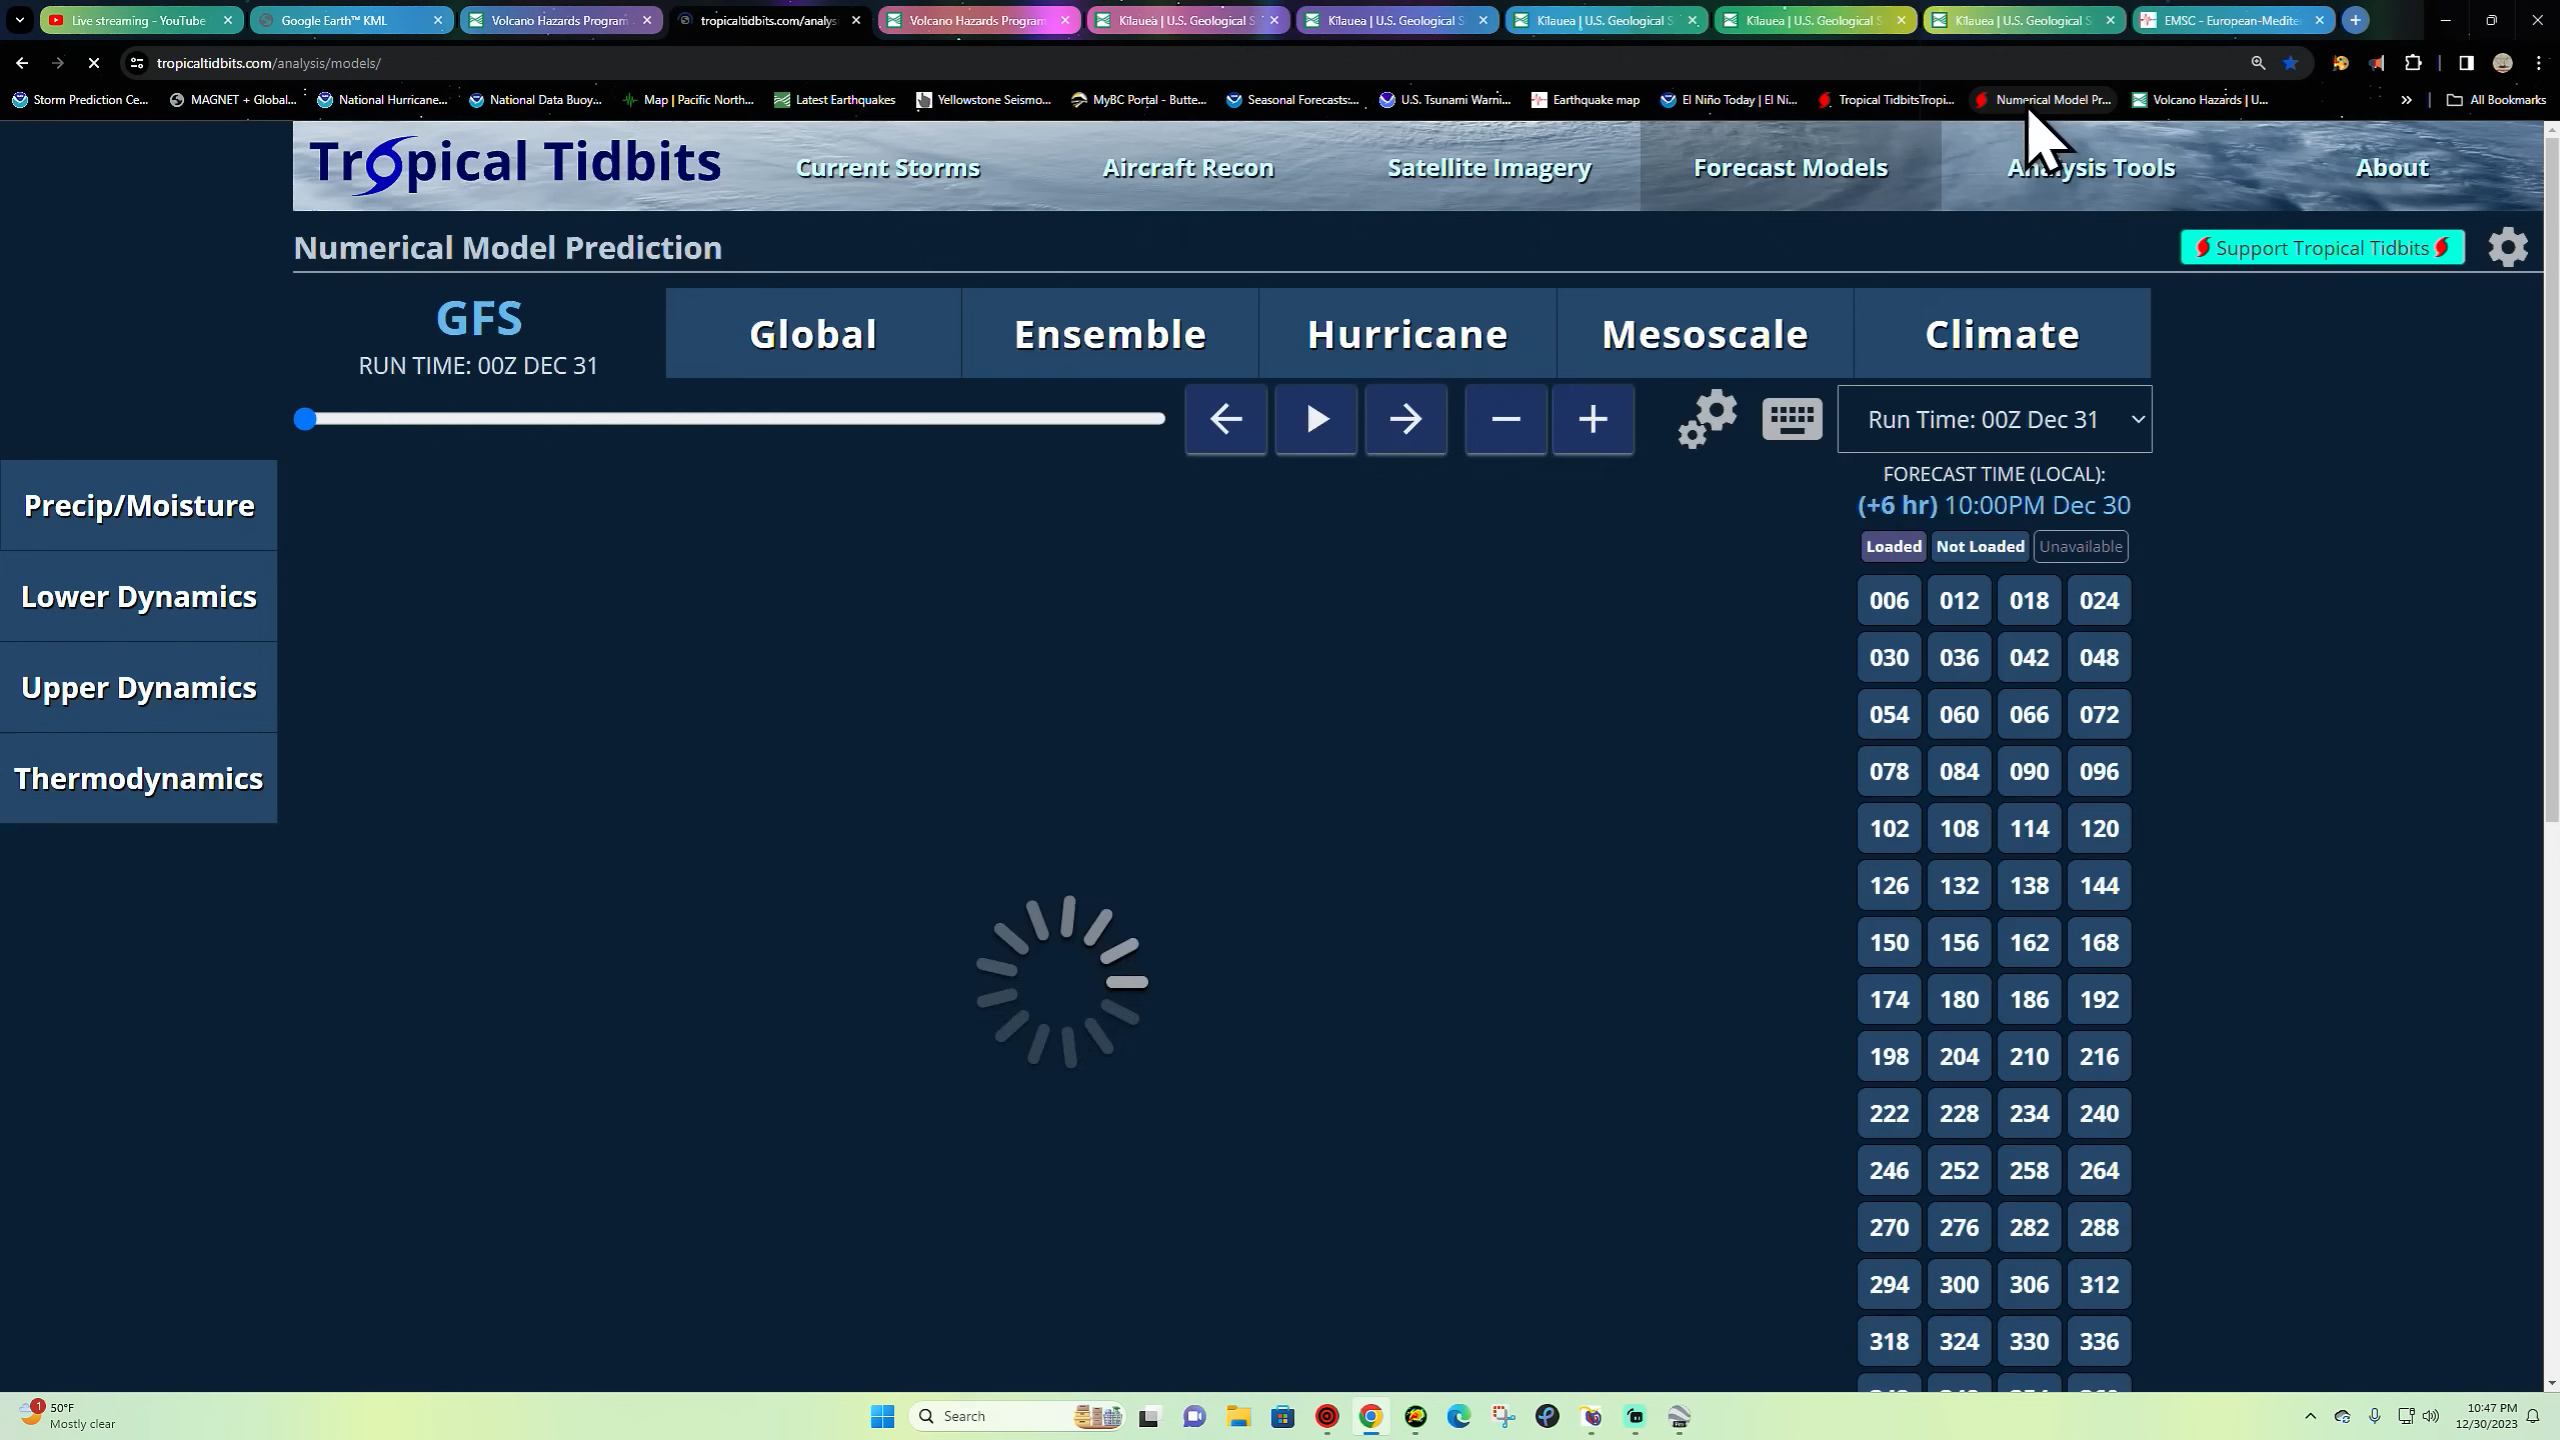 Live streaming - YouTube
Google Earth™ KML
Volcano Hazards Program
tropicaltidbits.com/analys
Volcano Hazards Program
Kīlauea | U.S. Geological S
Kīlauea | U.S. Geological S
Kīlauea | U.S. Geological S
Kīlauea | U.S. Geological S
Kīlauea | U.S. Geological S
EMSC - European-Medite
tropicaltidbits.com/analysis/models/
Storm Prediction Ce...
MAGNET + Global...
National Hurricane...
National Data Buoy...
Map | Pacific North...
Latest Earthquakes
Yellowstone Seismo...
MyBC Portal - Butte...
Seasonal Forecasts:...
U.S. Tsunami Warni...
Earthquake map
El Niño Today | El Ni...
Tropical TidbitsTropi...
Numerical Model Pr...
Volcano Hazards | U...
All Bookmarks
Tropical Tidbits
Current Storms
Aircraft Recon
Satellite Imagery
Forecast Models
Analysis Tools
About
Numerical Model Prediction
Support Tropical Tidbits
GFS
RUN TIME: 00Z DEC 31
Global
Ensemble
Hurricane
Mesoscale
Climate
Run Time: 00Z Dec 31
FORECAST TIME (LOCAL):
(+6 hr) 10:00PM Dec 30
Loaded Not Loaded Unavailable
Precip/Moisture
Lower Dynamics
Upper Dynamics
Thermodynamics
006 012 018 024
030 036 042 048
054 060 066 072
078 084 090 096
102 108 114 120
126 132 138 144
150 156 162 168
174 180 186 192
198 204 210 216
222 228 234 240
246 252 258 264
270 276 282 288
294 300 306 312
318 324 330 336
1
50°F
Mostly clear
Search
10:47 PM
12/30/2023